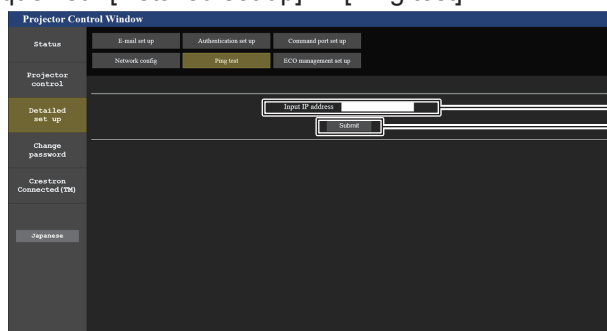 Projector Control Window
Status
E-mail set up
Authentication set up
Command port set up
Network config
Ping test
ECO management set up
Projector
control
Detailed
set up
Input IP address
Submit
Change
password
Crestron
Connected(TM)
Japanese